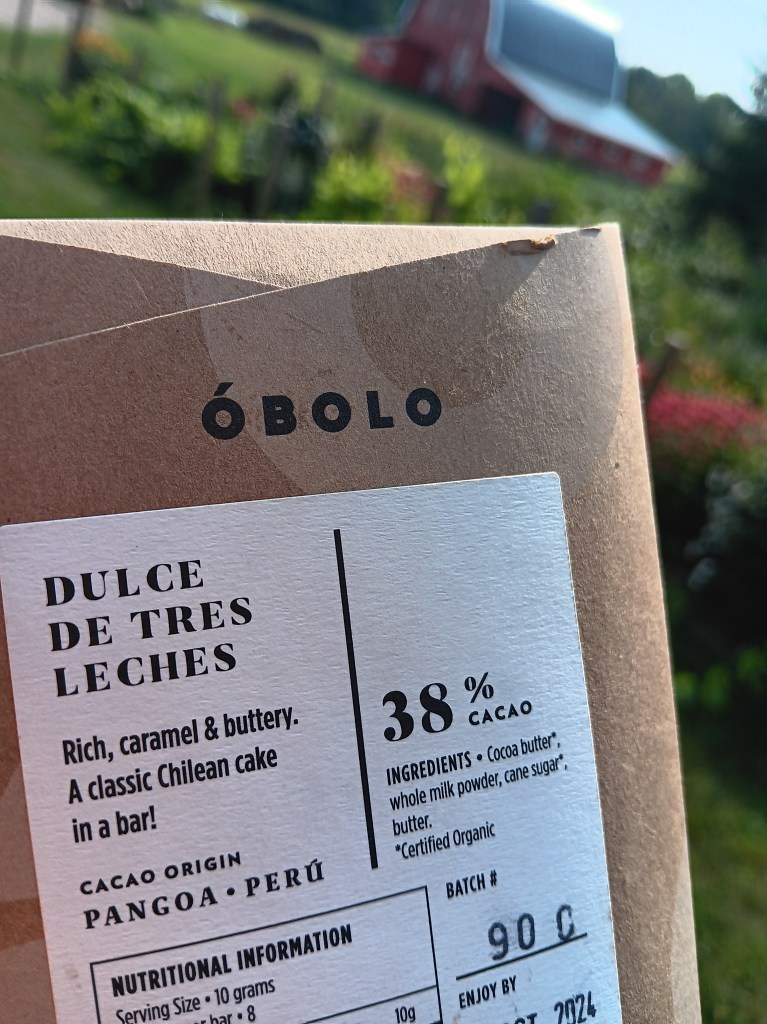 ÓBOLO
DULCE
DE TRES
LECHES
Rich, caramel & buttery.
A classic Chilean cake
in a bar!
CACAO ORIGIN
PANGOA • PERÚ
38% CACAO
INGREDIENTS • Cocoa butter*,
whole milk powder, cane sugar*,
butter.
*Certified Organic
BATCH #
90 C
ENJOY BY
2024
NUTRITIONAL INFORMATION
Serving Size • 10 grams
bar • 8
10g